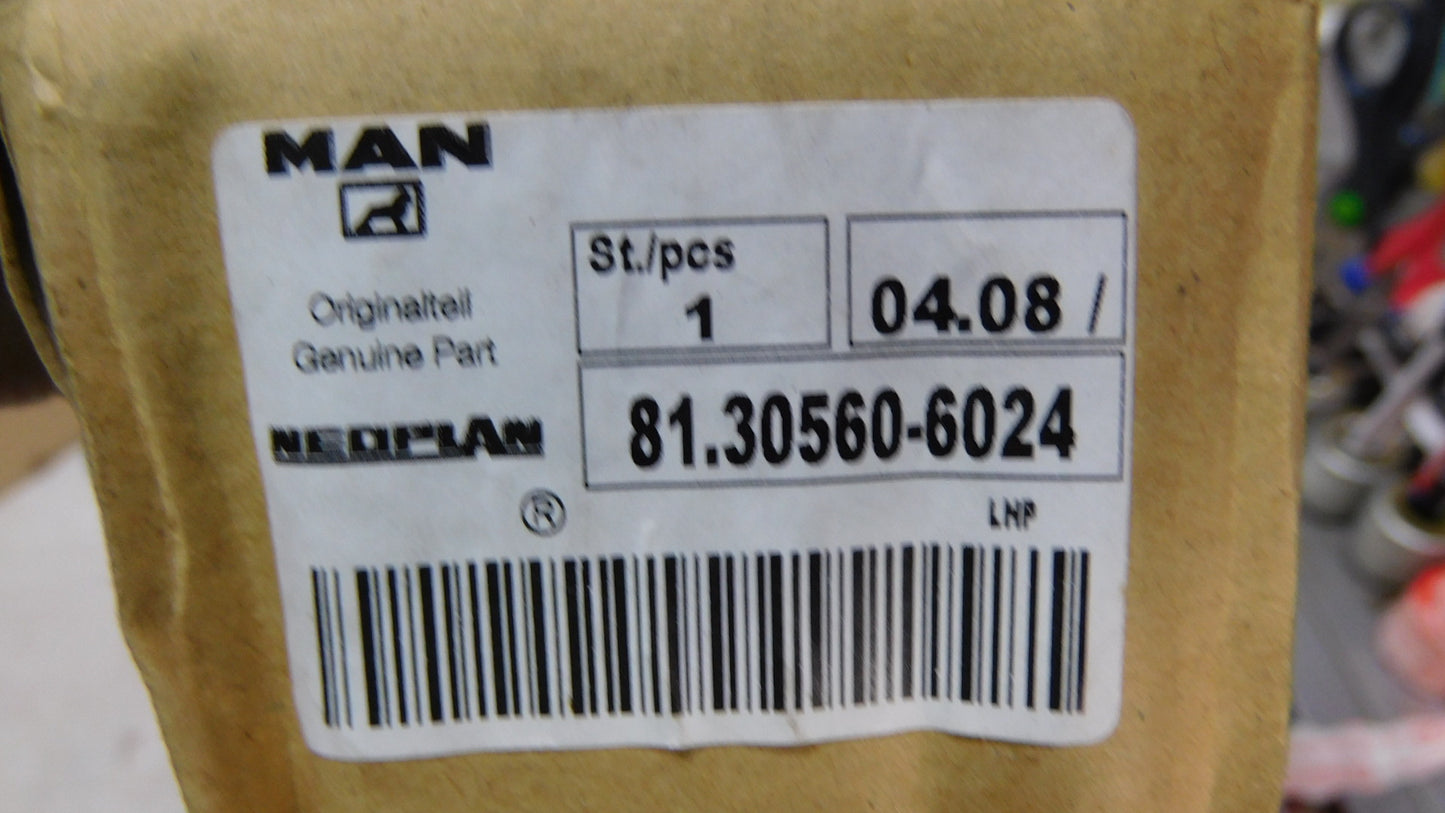 MAN
Originalteil
Genuine Part
NEOPLAN
®
St./pcs
1
04.08 /
81.30560-6024
LHP